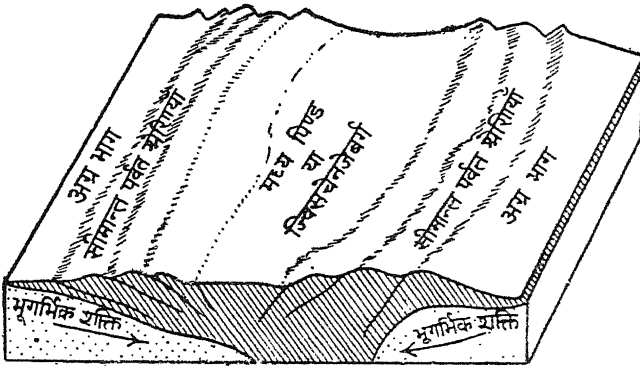 अग्र भाग
सीमान्त पर्वत श्रेणियाँ
मध्य पिण्ड
या
ज्विसचेनजेबर्ग
सीमान्त पर्वत श्रेणियाँ
अग्र भाग
भूगर्भिक शक्ति
भूगर्भिक शक्ति